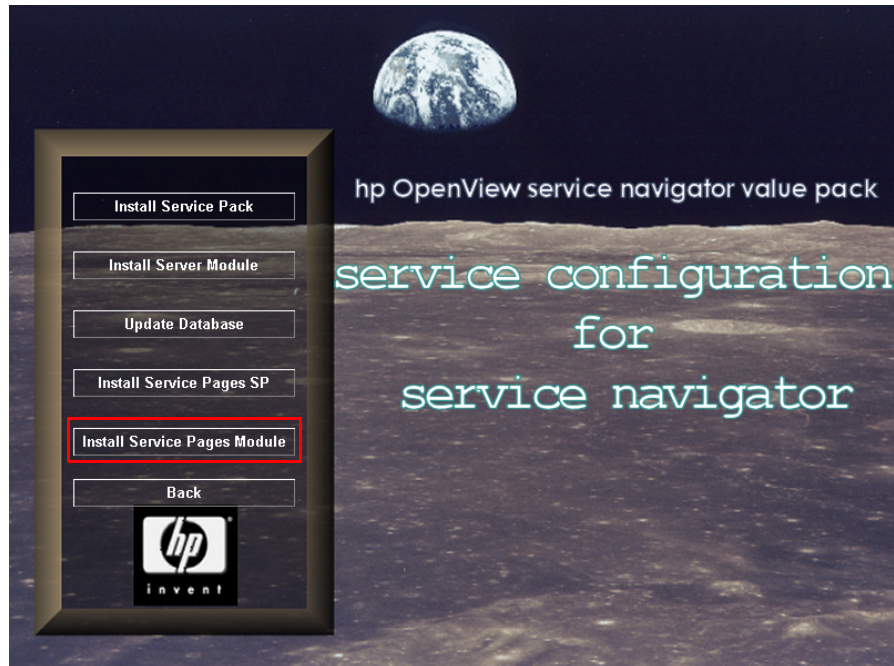 hp OpenView service navigator value pack
service configuration
for
service navigator
Install Service Pack
Install Server Module
Update Database
Install Service Pages SP
Install Service Pages Module
Back
hp
invent